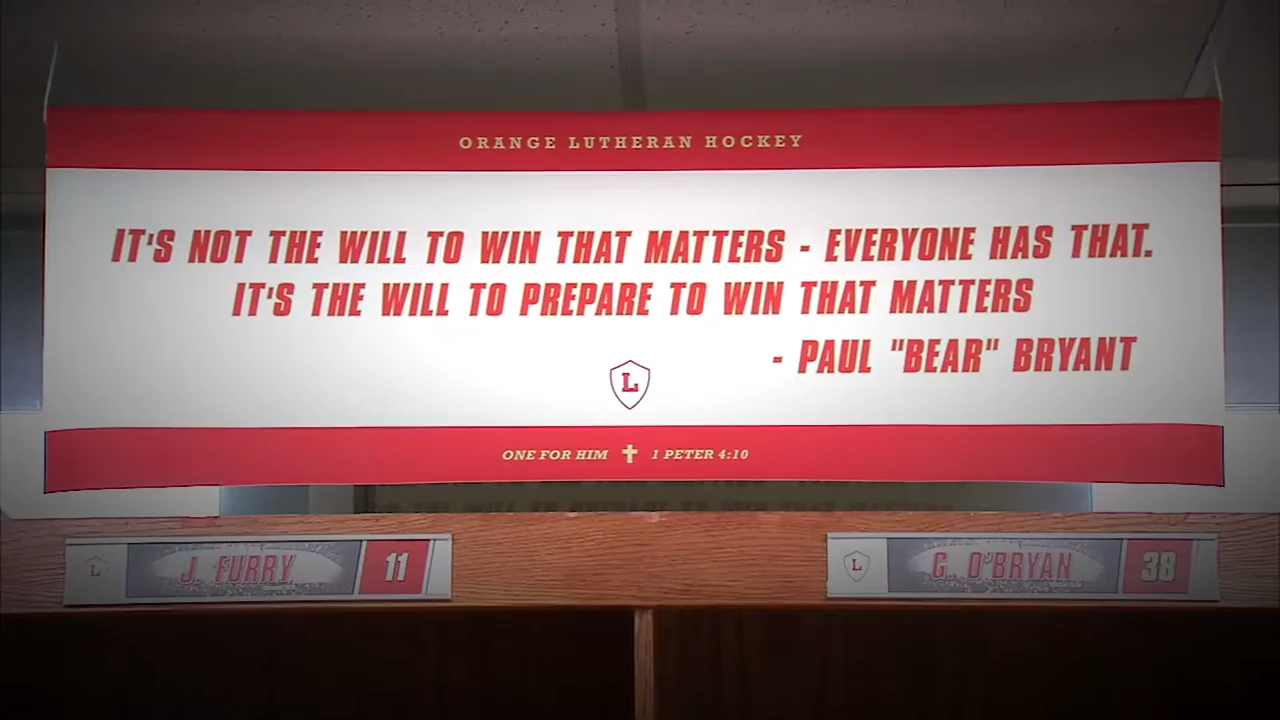 ORANGE LUTHERAN HOCKEY
IT'S NOT THE WILL TO WIN THAT MATTERS - EVERYONE HAS THAT.
IT'S THE WILL TO PREPARE TO WIN THAT MATTERS
- PAUL "BEAR" BRYANT
L
ONE FOR HIM ✝ 1 PETER 4:10
L J. FURRY 11
L G. O'BRYAN 38